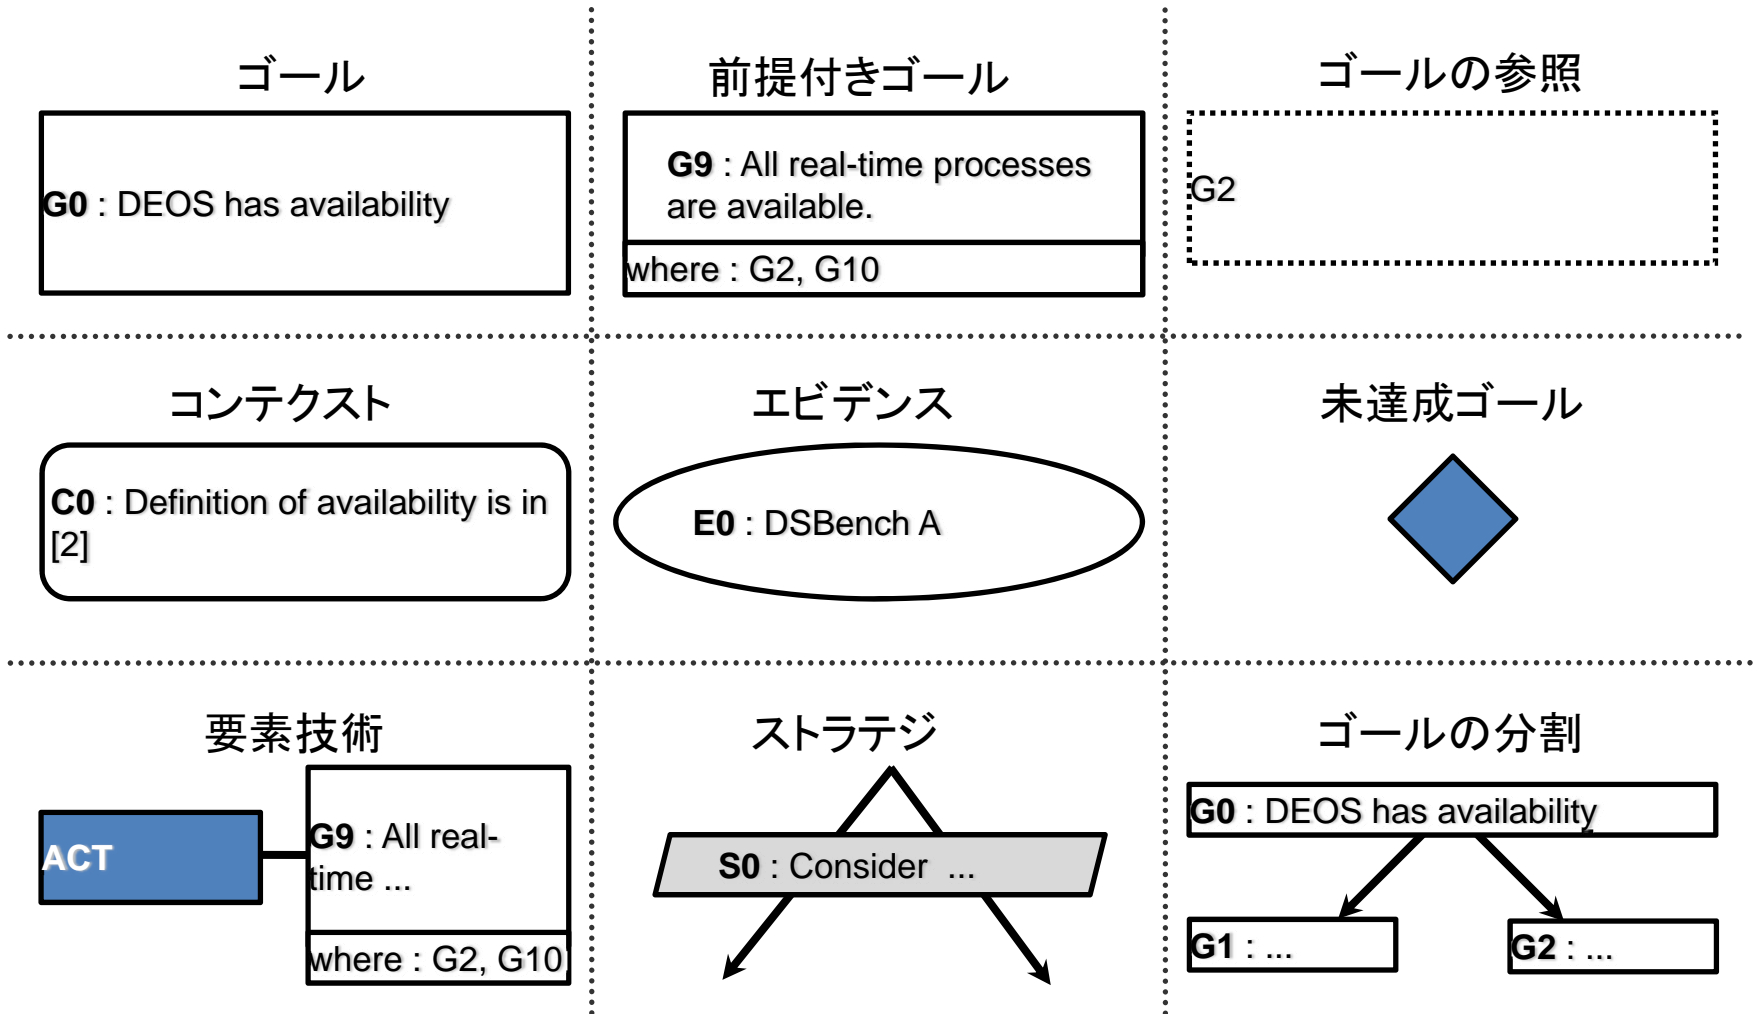 ゴール
G0 : DEOS has availability
前提付きゴール
G9 : All real-time processes
are available.
where : G2, G10
ゴールの参照
G2
コンテクスト
C0 : Definition of availability is in
[2]
エビデンス
E0 : DSBench A
未達成ゴール
要素技術
ACT
G9 : All real-
time ...
where : G2, G10
ストラテジ
S0 : Consider ...
ゴールの分割
G0 : DEOS has availability
G1 : ...
G2 : ...